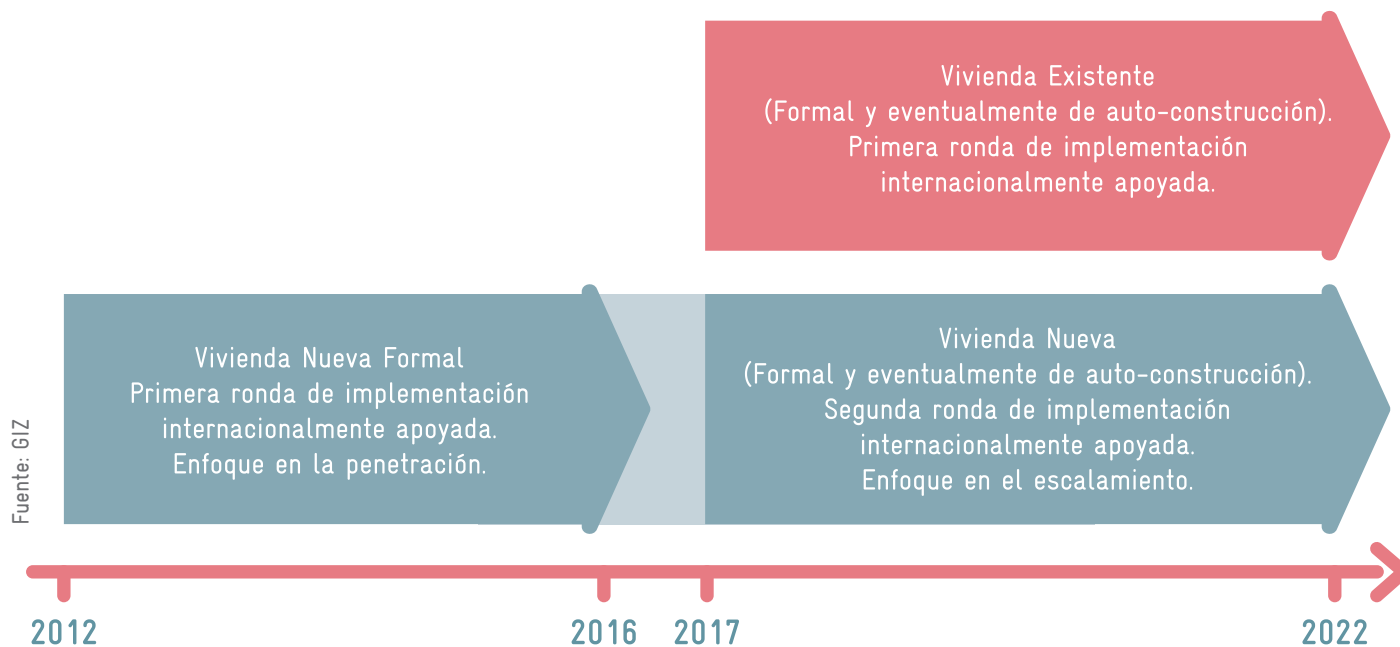 Vivienda Existente
(Formal y eventualmente de auto-construcción).
Primera ronda de implementación
internacionalmente apoyada.
Vivienda Nueva Formal
Primera ronda de implementación
internacionalmente apoyada.
Enfoque en la penetración.
Vivienda Nueva
(Formal y eventualmente de auto-construcción).
Segunda ronda de implementación
internacionalmente apoyada.
Enfoque en el escalamiento.
Fuente: GIZ
2012
2016
2017
2022